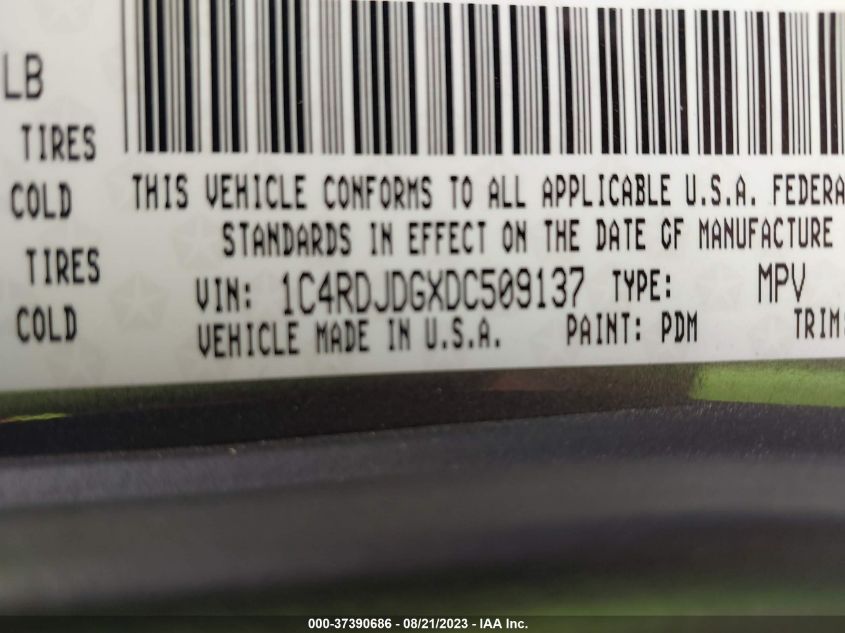 LB
TIRES
COLD
TIRES
COLD
THIS VEHICLE CONFORMS TO ALL APPLICABLE U.S.A. FEDERA
STANDARDS IN EFFECT ON THE DATE OF MANUFACTURE
VIN: 1C4RDJDGXDC509137 TYPE: MPV
VEHICLE MADE IN U.S.A. PAINT: PDM TRIM:
000-37390686 - 08/21/2023 - IAA Inc.